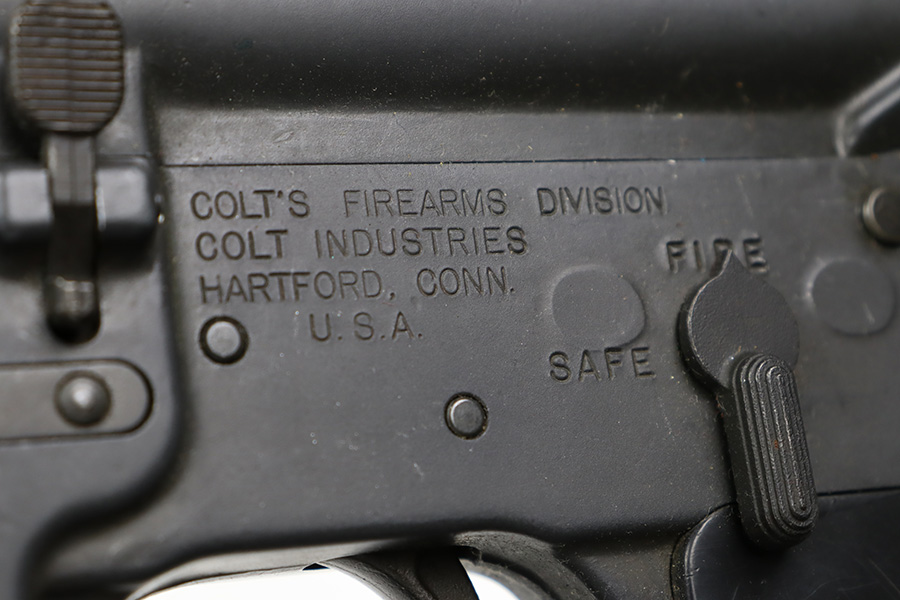 COLT'S FIREARMS DIVISION
COLT INDUSTRIES
HARTFORD, CONN.
U.S.A.
FIRE
SAFE